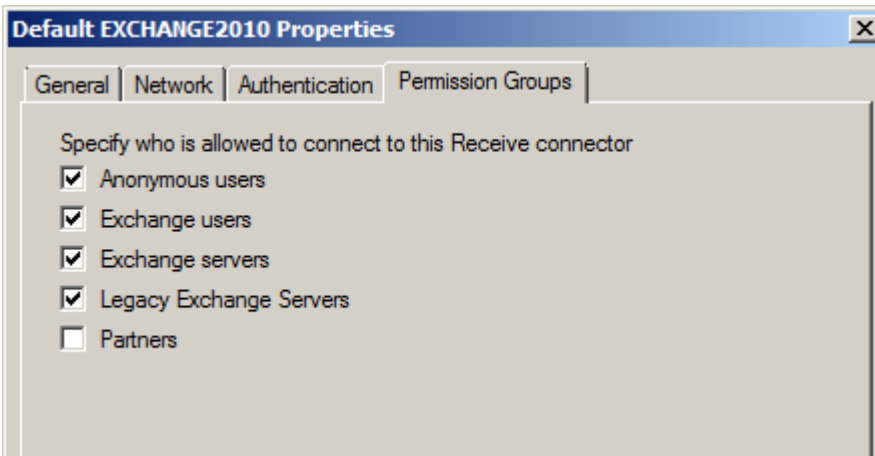 Default EXCHANGE2010 Properties
General Network Authentication Permission Groups
Specify who is allowed to connect to this Receive connector
Anonymous users
Exchange users
Exchange servers
Legacy Exchange Servers
Partners